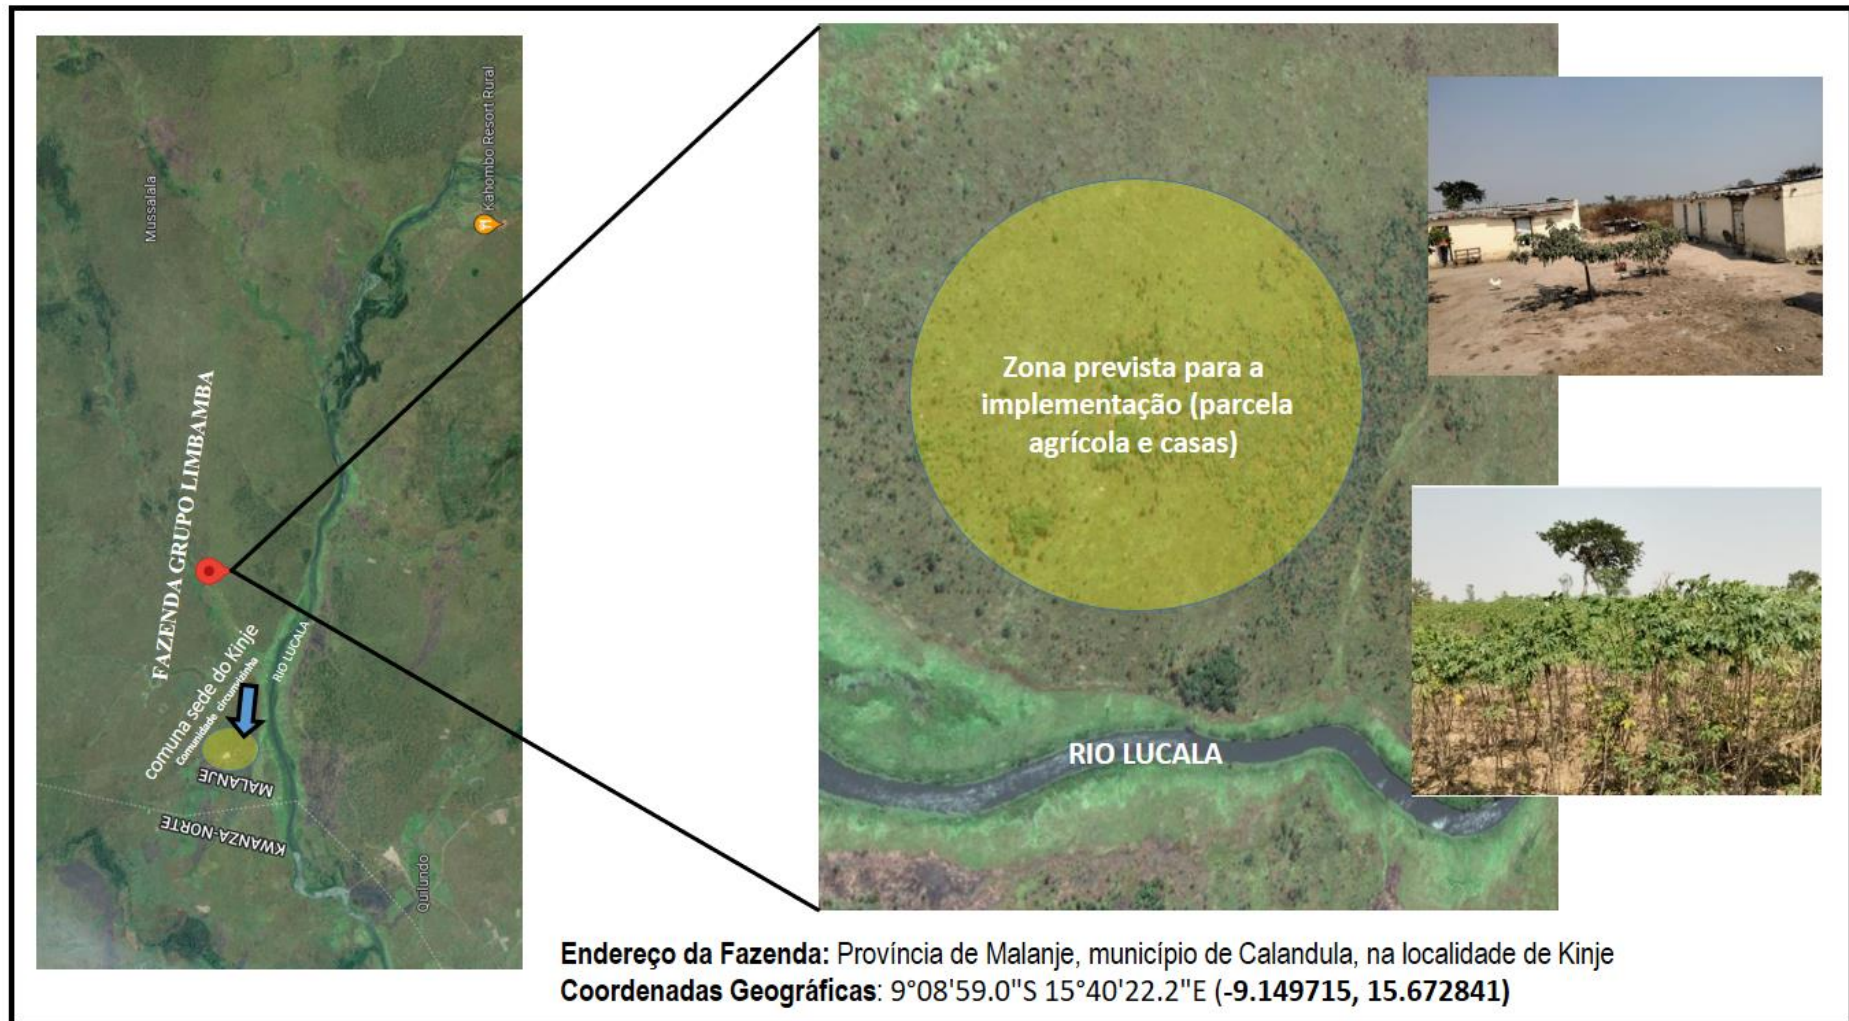 Kahombo Resort Rural
Mussalala
FAZENDA GRUPO LIMBAMBA
comuna sede do Kinje
Comunidade circunvizinha
RIO LUCALA
MALANJE
KWANZA-NORTE
Quilundo
Zona prevista para a
implementação (parcela
agrícola e casas)
RIO LUCALA
Endereço da Fazenda: Província de Malanje, município de Calandula, na localidade de Kinje
Coordenadas Geográficas: 9°08'59.0"S 15°40'22.2"E (-9.149715, 15.672841)